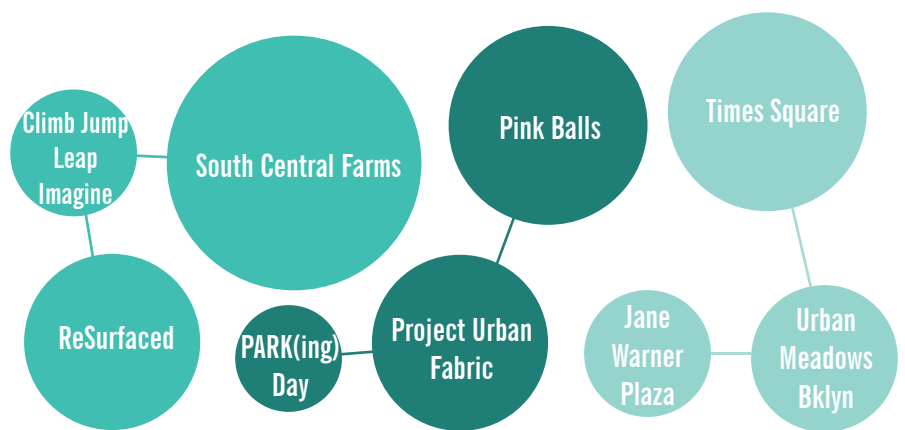 Climb Jump
Leap
Imagine
South Central Farms
Pink Balls
Times Square
ReSurfaced
PARK(ing)
Day
Project Urban
Fabric
Jane
Warner
Plaza
Urban
Meadows
Bklyn